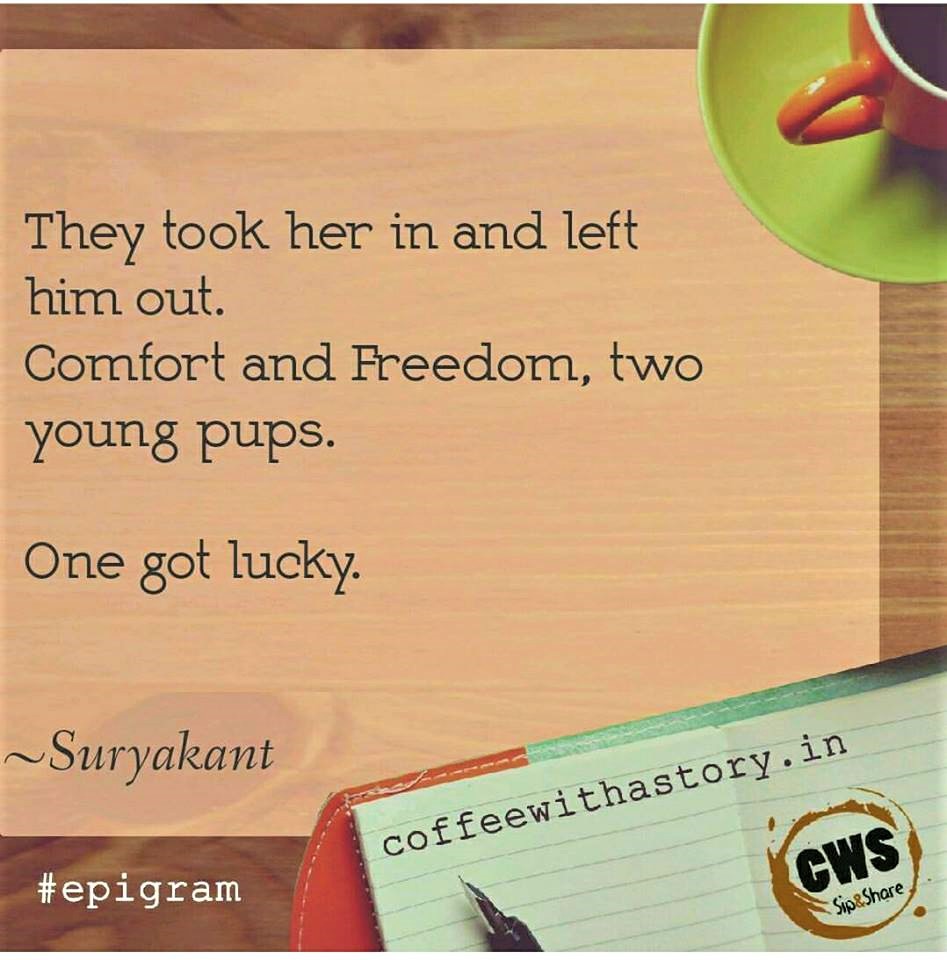 They took her in and left
him out.
Comfort and Freedom, two
young pups.
One got lucky.
~Suryakant
coffeewithastory.in
#epigram
CWS
Sip&Share